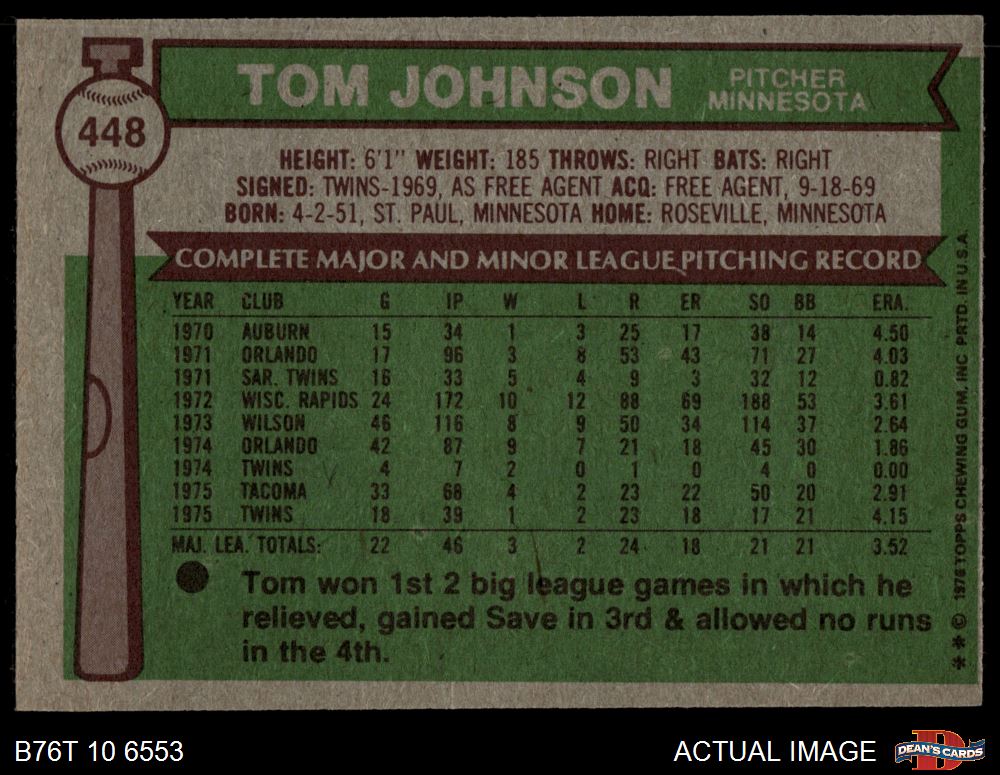 448
TOM JOHNSON PITCHER
MINNESOTA
HEIGHT: 6'1" WEIGHT: 185 THROWS: RIGHT BATS: RIGHT
SIGNED: TWINS-1969, AS FREE AGENT ACQ: FREE AGENT, 9-18-69
BORN: 4-2-51, ST. PAUL, MINNESOTA HOME: ROSEVILLE, MINNESOTA
COMPLETE MAJOR AND MINOR LEAGUE PITCHING RECORD
YEAR CLUB G IP W L R ER SO BB ERA.
1970 AUBURN 15 34 1 3 25 17 38 14 4.50
1971 ORLANDO 17 96 3 8 53 43 71 27 4.03
1971 SAR. TWINS 16 33 5 4 9 3 32 12 0.82
1972 WISC. RAPIDS 24 172 10 12 88 69 188 53 3.61
1973 WILSON 46 116 8 9 50 34 114 37 2.64
1974 ORLANDO 42 87 9 7 21 18 45 30 1.86
1974 TWINS 4 7 2 0 1 0 4 0 0.00
1975 TACOMA 33 68 4 2 23 22 50 20 2.91
1975 TWINS 18 39 1 2 23 18 17 21 4.15
MAJ. LEA. TOTALS: 22 46 3 2 24 18 21 21 3.52
Tom won 1st 2 big league games in which he
relieved, gained Save in 3rd & allowed no runs
in the 4th.
** © 1976 TOPPS CHEWING GUM, INC. PRTD. IN U.S.A.
B76T 10 6553 ACTUAL IMAGE DEAN'S CARDS